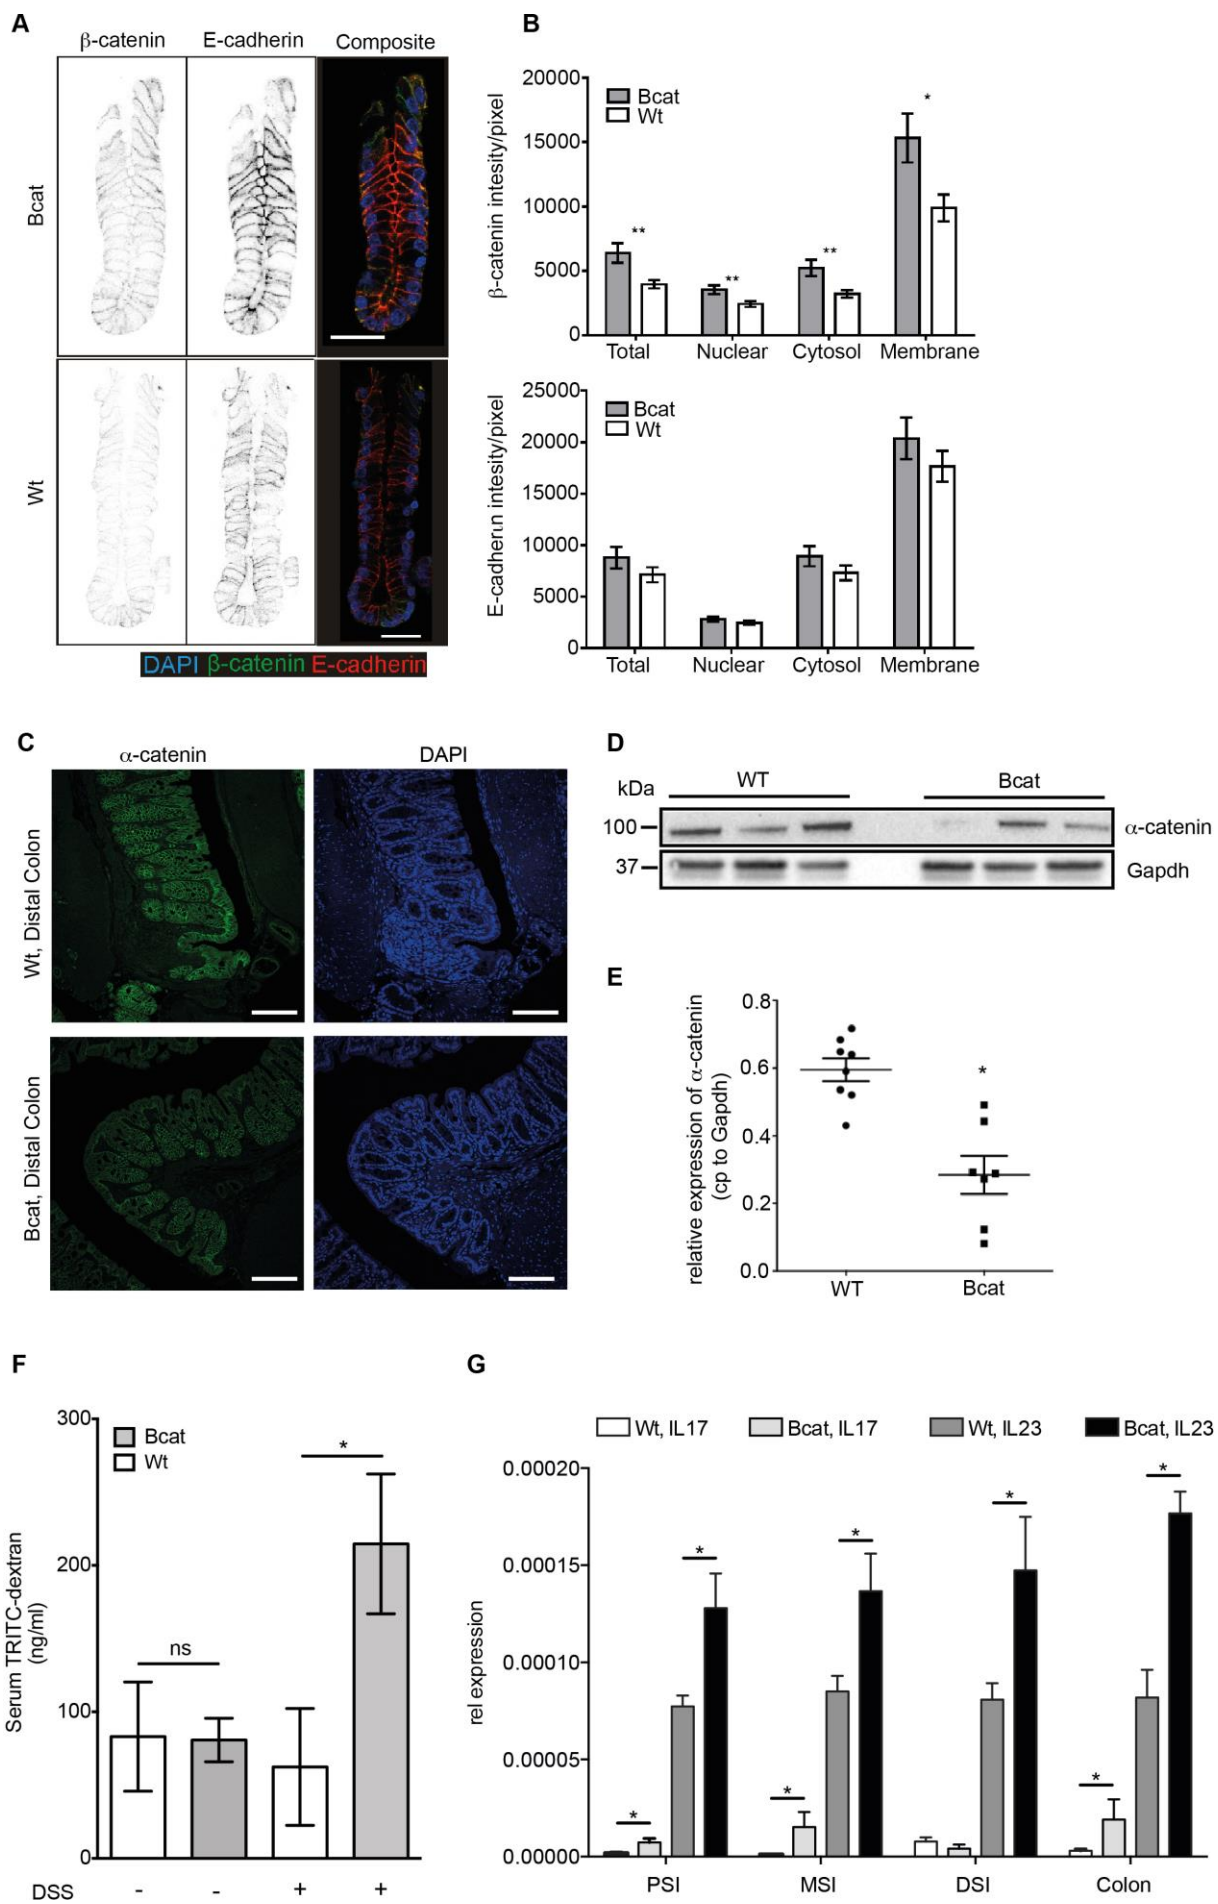 A
β-catenin
E-cadherin
Composite
Bcat
Wt
DAPI β-catenin E-cadherin
B
20000
15000
10000
5000
0
β-catenin intesity/pixel
Bcat
Wt
**
**
**
*
Total
Nuclear
Cytosol
Membrane
25000
20000
15000
10000
5000
0
E-cadherin intesity/pixel
Bcat
Wt
Total
Nuclear
Cytosol
Membrane
C
α-catenin
DAPI
Wt, Distal Colon
Bcat, Distal Colon
D
kDa
WT
Bcat
100
α-catenin
37
Gapdh
E
relative expression of α-catenin
(cp to Gapdh)
0.8
0.6
0.4
0.2
0.0
*
WT
Bcat
F
Serum TRITC-dextran
(ng/ml)
300
200
100
0
Bcat
Wt
ns
*
DSS - - + +
G
Wt, IL17
Bcat, IL17
Wt, IL23
Bcat, IL23
rel expression
0.00020
0.00015
0.00010
0.00005
0.00000
*
*
*
*
*
*
*
PSI
MSI
DSI
Colon